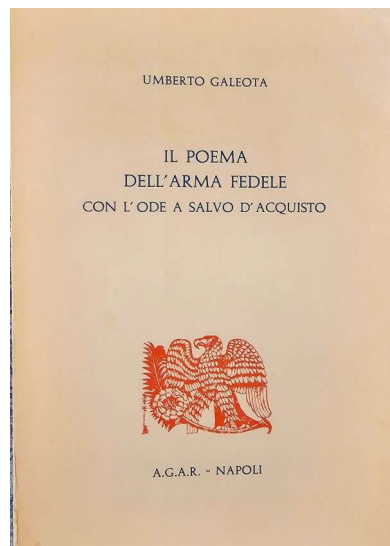 UMBERTO GALEOTA
IL POEMA
DELL'ARMA FEDELE
CON L'ODE A SALVO D'ACQUISTO
A.G.A.R. - NAPOLI